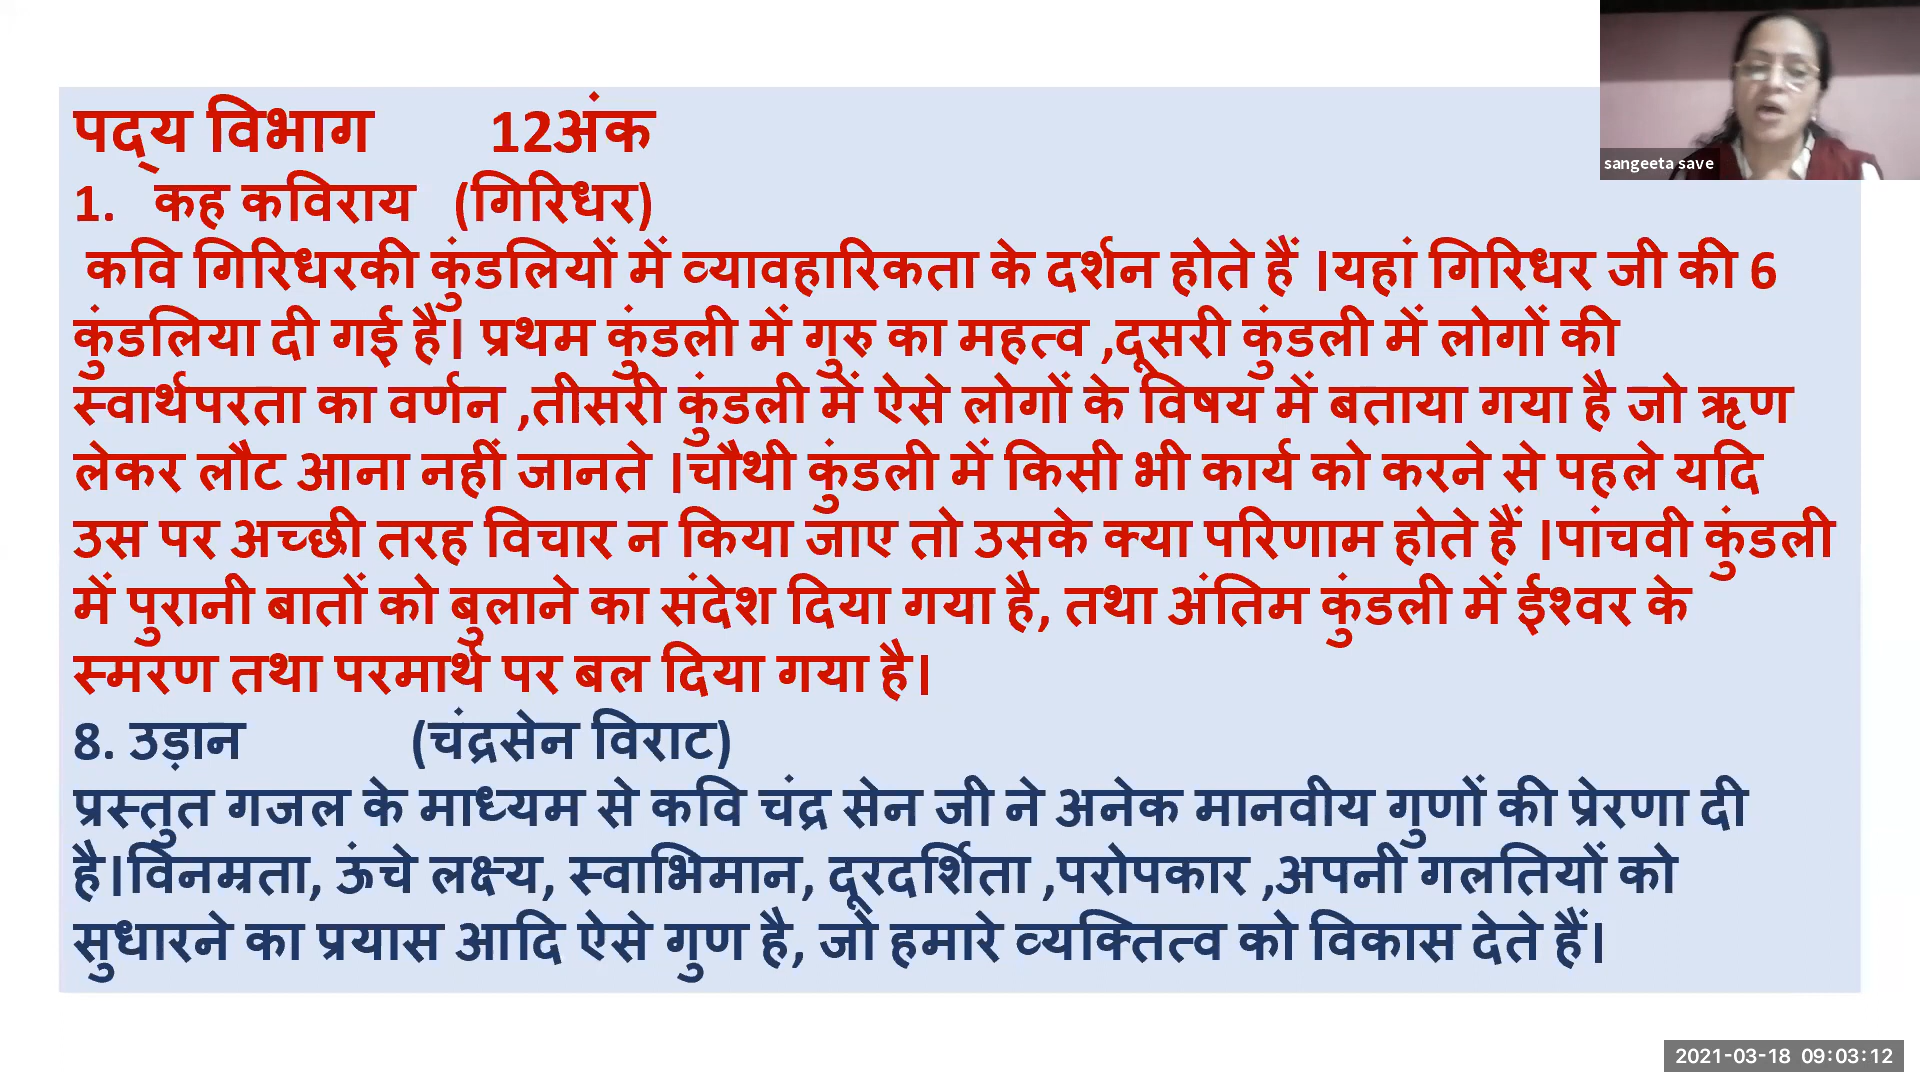 पद्य विभाग 12अंक
1. कह कविराय (गिरिधर)
कवि गिरिधरकी कुंडलियों में व्यावहारिकता के दर्शन होते हैं ।यहां गिरिधर जी की 6
कुंडलिया दी गई है। प्रथम कुंडली में गुरु का महत्व ,दूसरी कुंडली में लोगों की
स्वार्थपरता का वर्णन ,तीसरी कुंडली में ऐसे लोगों के विषय में बताया गया है जो ऋण
लेकर लौट आना नहीं जानते ।चौथी कुंडली में किसी भी कार्य को करने से पहले यदि
उस पर अच्छी तरह विचार न किया जाए तो उसके क्या परिणाम होते हैं ।पांचवी कुंडली
में पुरानी बातों को बुलाने का संदेश दिया गया है, तथा अंतिम कुंडली में ईश्वर के
स्मरण तथा परमार्थ पर बल दिया गया है।
8. उड़ान (चंद्रसेन विराट)
प्रस्तुत गजल के माध्यम से कवि चंद्र सेन जी ने अनेक मानवीय गुणों की प्रेरणा दी
है।विनम्रता, ऊंचे लक्ष्य, स्वाभिमान, दूरदर्शिता ,परोपकार ,अपनी गलतियों को
सुधारने का प्रयास आदि ऐसे गुण है, जो हमारे व्यक्तित्व को विकास देते हैं।
sangeeta save
2021-03-18 09:03:12